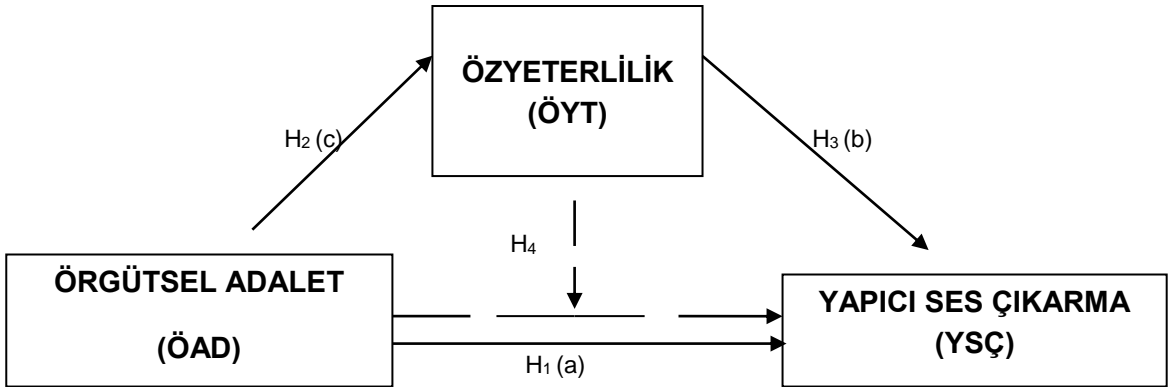 ÖZYETERLİLİK
(ÖYT)
H₂ (c)
H₃ (b)
H₄
ÖRGÜTSEL ADALET
(ÖAD)
YAPICI SES ÇIKARMA
(YSÇ)
H₁ (a)